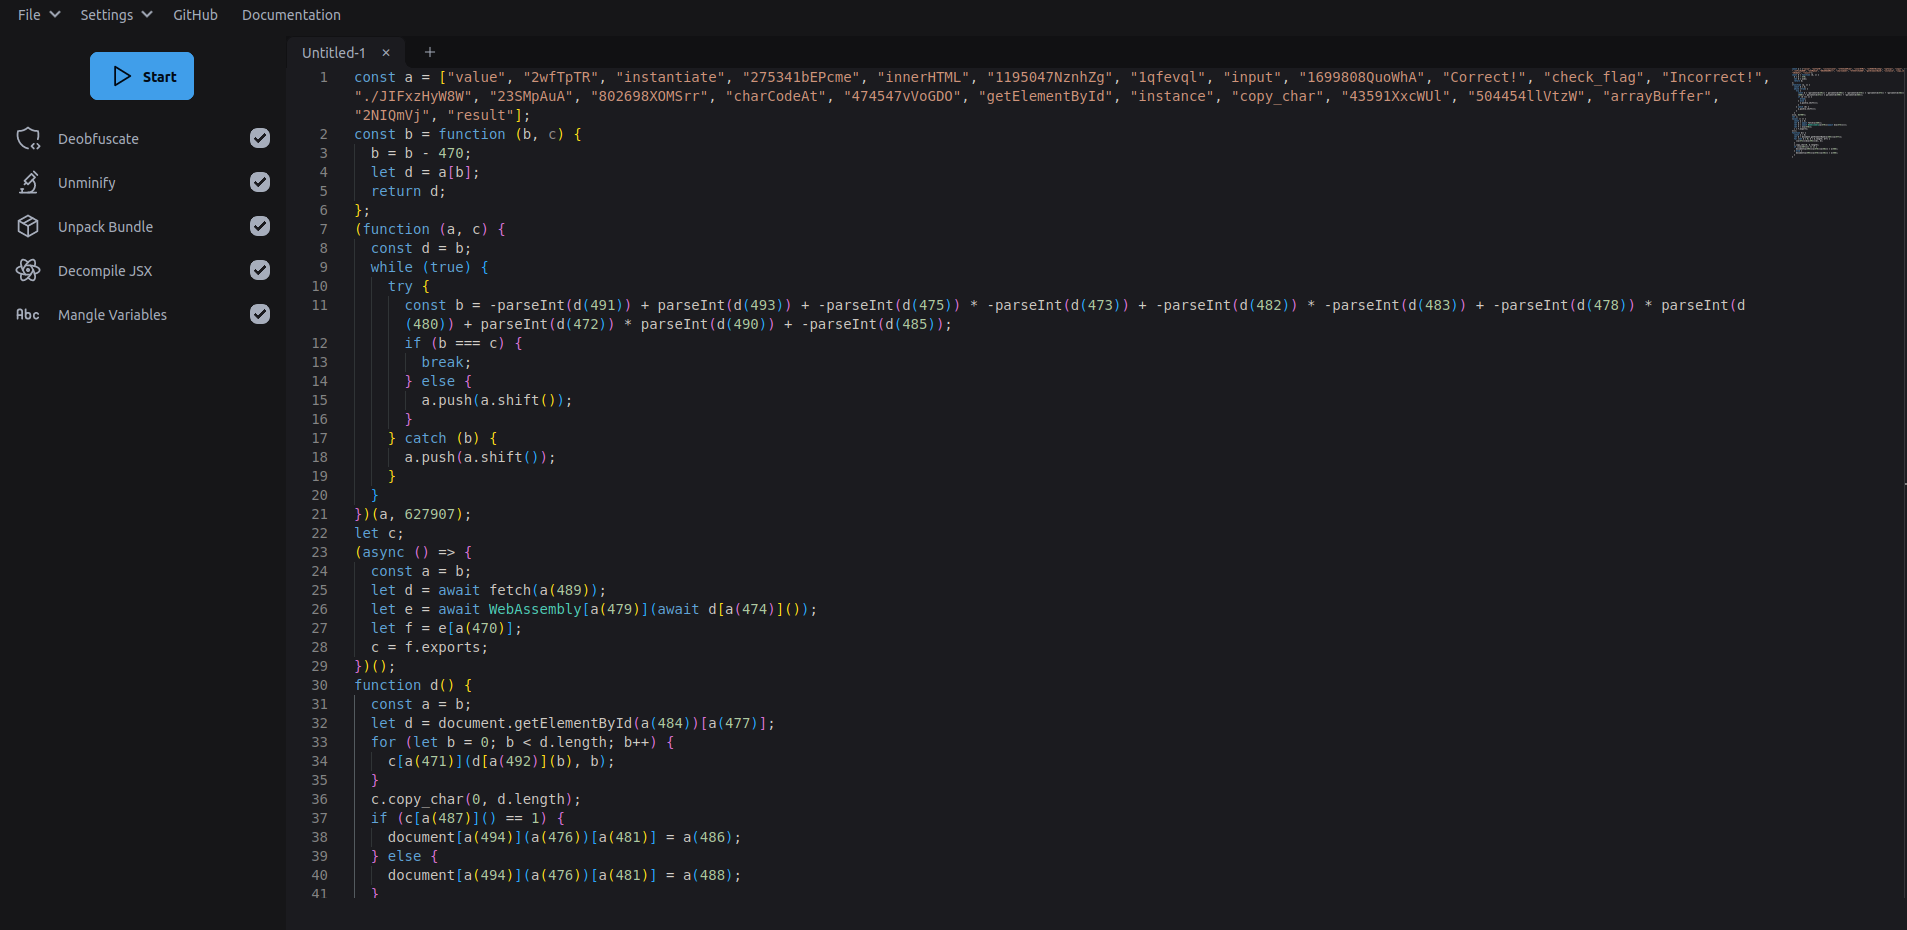 File Settings GitHub Documentation
Start
Deobfuscate
Unminify
Unpack Bundle
Decompile JSX
Abc Mangle Variables
Untitled-1 × +
1 const a = ["value", "2wfTpTR", "instantiate", "275341bEPcme", "innerHTML", "1195047NznhZg", "1qfevql", "input", "1699808QuoWhA", "Correct!", "check_flag", "Incorrect!",
"./JIFxzHyW8W", "23SMpAuA", "802698XOMSrr", "charCodeAt", "474547vVoGDO", "getElementById", "instance", "copy_char", "43591XxcWUl", "504454llVtzW", "arrayBuffer",
"2NIQmVj", "result"];
2 const b = function (b, c) {
3   b = b - 470;
4   let d = a[b];
5   return d;
6 };
7 (function (a, c) {
8   const d = b;
9   while (true) {
10     try {
11       const b = -parseInt(d(491)) + parseInt(d(493)) + -parseInt(d(475)) * -parseInt(d(473)) + -parseInt(d(482)) * -parseInt(d(483)) + -parseInt(d(478)) * parseInt(d
(480)) + parseInt(d(472)) * parseInt(d(490)) + -parseInt(d(485));
12       if (b === c) {
13         break;
14       } else {
15         a.push(a.shift());
16       }
17     } catch (b) {
18       a.push(a.shift());
19     }
20   }
21 })(a, 627907);
22 let c;
23 (async () => {
24   const a = b;
25   let d = await fetch(a(489));
26   let e = await WebAssembly[a(479)](await d[a(474)]());
27   let f = e[a(470)];
28   c = f.exports;
29 })();
30 function d() {
31   const a = b;
32   let d = document.getElementById(a(484))[a(477)];
33   for (let b = 0; b < d.length; b++) {
34     c[a(471)](d[a(492)](b), b);
35   }
36   c.copy_char(0, d.length);
37   if (c[a(487)]() == 1) {
38     document[a(494)](a(476))[a(481)] = a(486);
39   } else {
40     document[a(494)](a(476))[a(481)] = a(488);
41   }